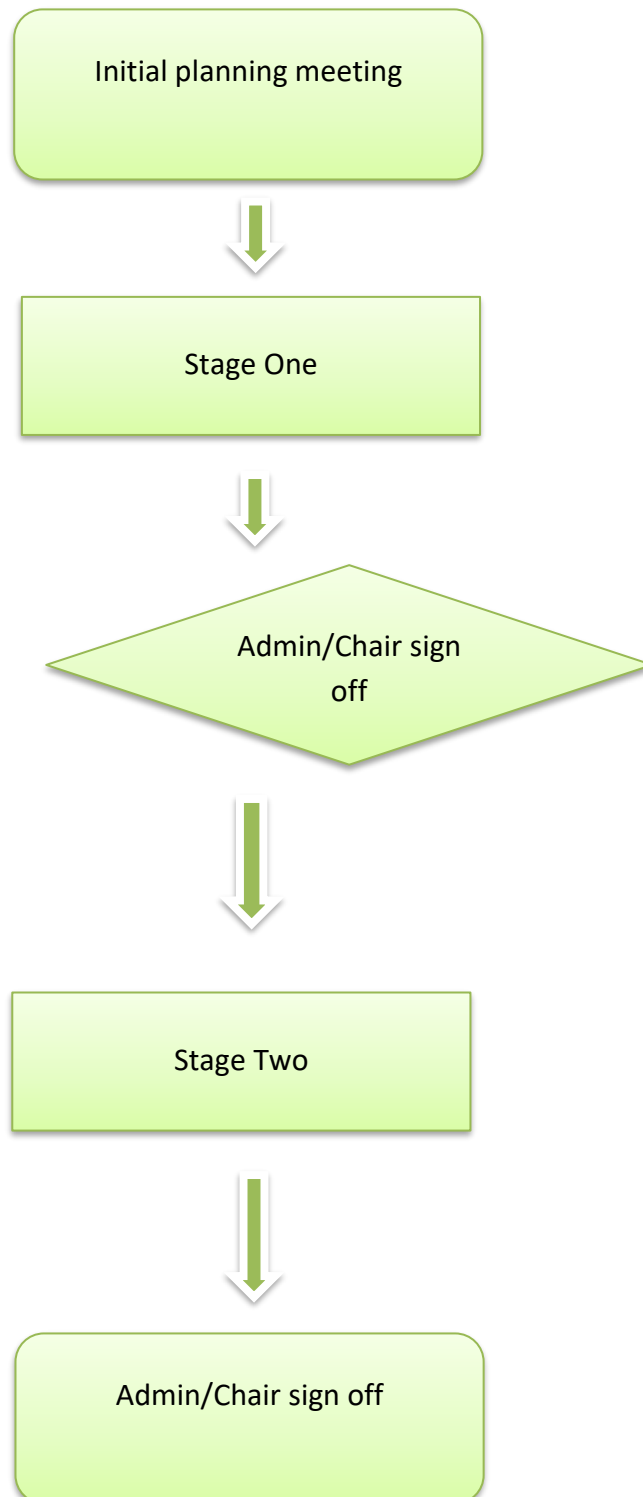 Initial planning meeting
Stage One
Admin/Chair sign
off
Stage Two
Admin/Chair sign off